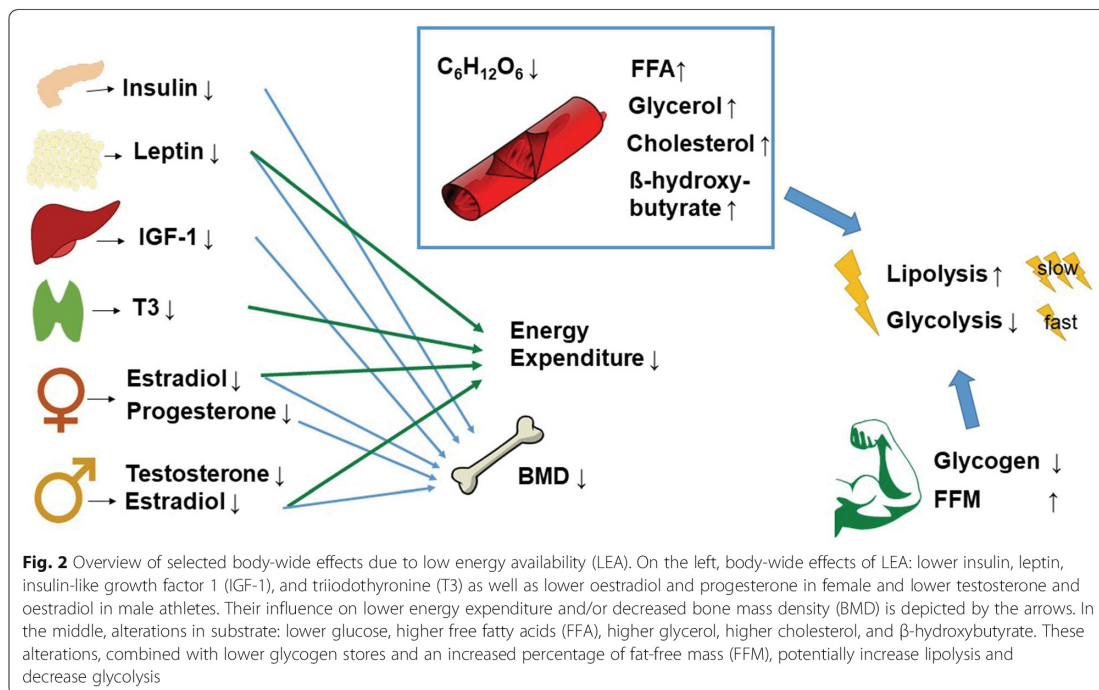 Insulin ↓
Leptin ↓
IGF-1 ↓
T3 ↓
Estradiol ↓
Progesterone ↓
Testosterone ↓
Estradiol ↓
C₆H₁₂O₆ ↓
FFA ↑
Glycerol ↑
Cholesterol ↑
ß-hydroxy-
butyrate ↑
Energy
Expenditure ↓
BMD ↓
Lipolysis ↑
slow
Glycolysis ↓
fast
Glycogen ↓
FFM ↑
Fig. 2 Overview of selected body-wide effects due to low energy availability (LEA). On the left, body-wide effects of LEA: lower insulin, leptin,
insulin-like growth factor 1 (IGF-1), and triiodothyronine (T3) as well as lower oestradiol and progesterone in female and lower testosterone and
oestradiol in male athletes. Their influence on lower energy expenditure and/or decreased bone mass density (BMD) is depicted by the arrows. In
the middle, alterations in substrate: lower glucose, higher free fatty acids (FFA), higher glycerol, higher cholesterol, and β-hydroxybutyrate. These
alterations, combined with lower glycogen stores and an increased percentage of fat-free mass (FFM), potentially increase lipolysis and
decrease glycolysis